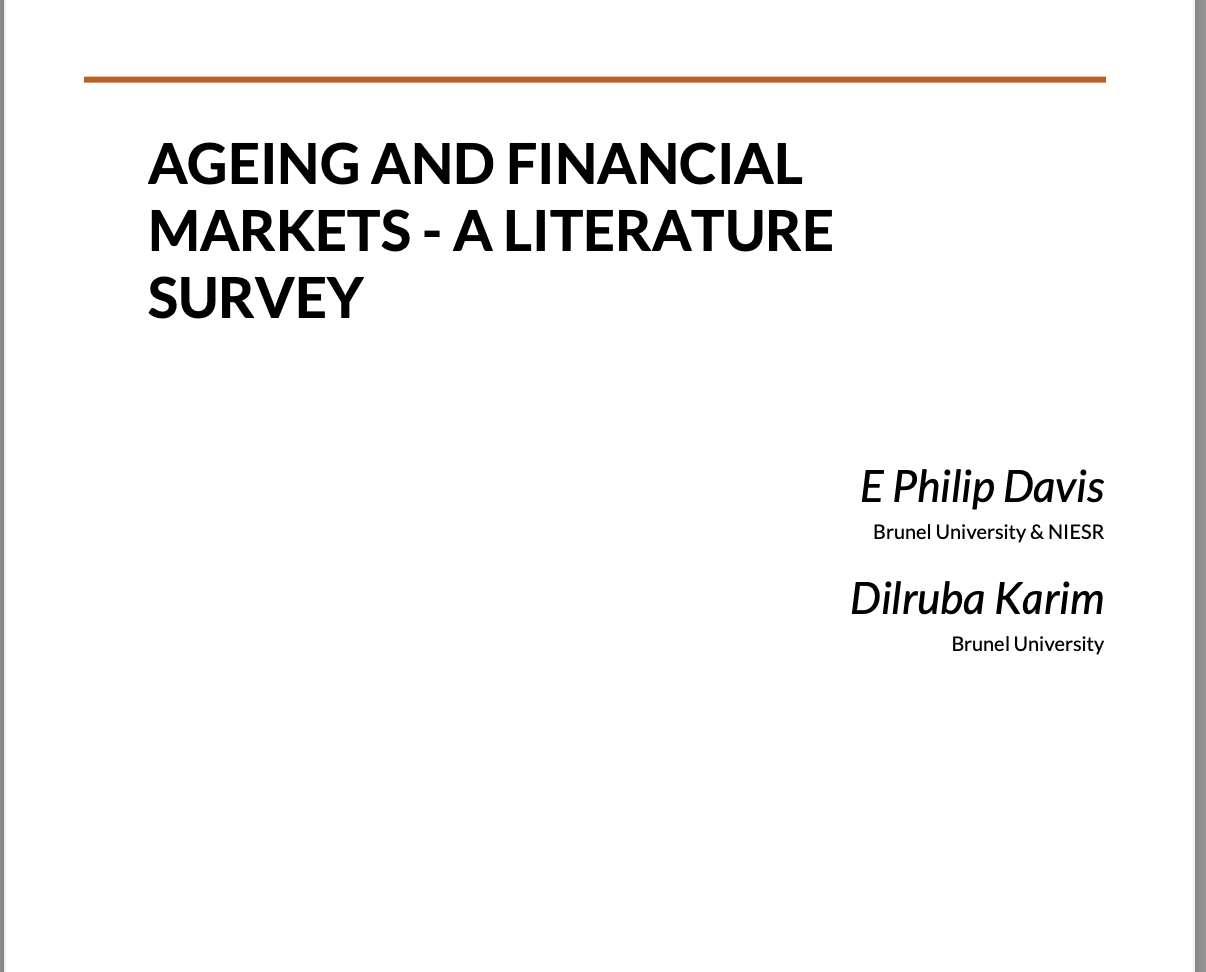 AGEING AND FINANCIAL
MARKETS - A LITERATURE
SURVEY
E Philip Davis
Brunel University & NIESR
Dilruba Karim
Brunel University